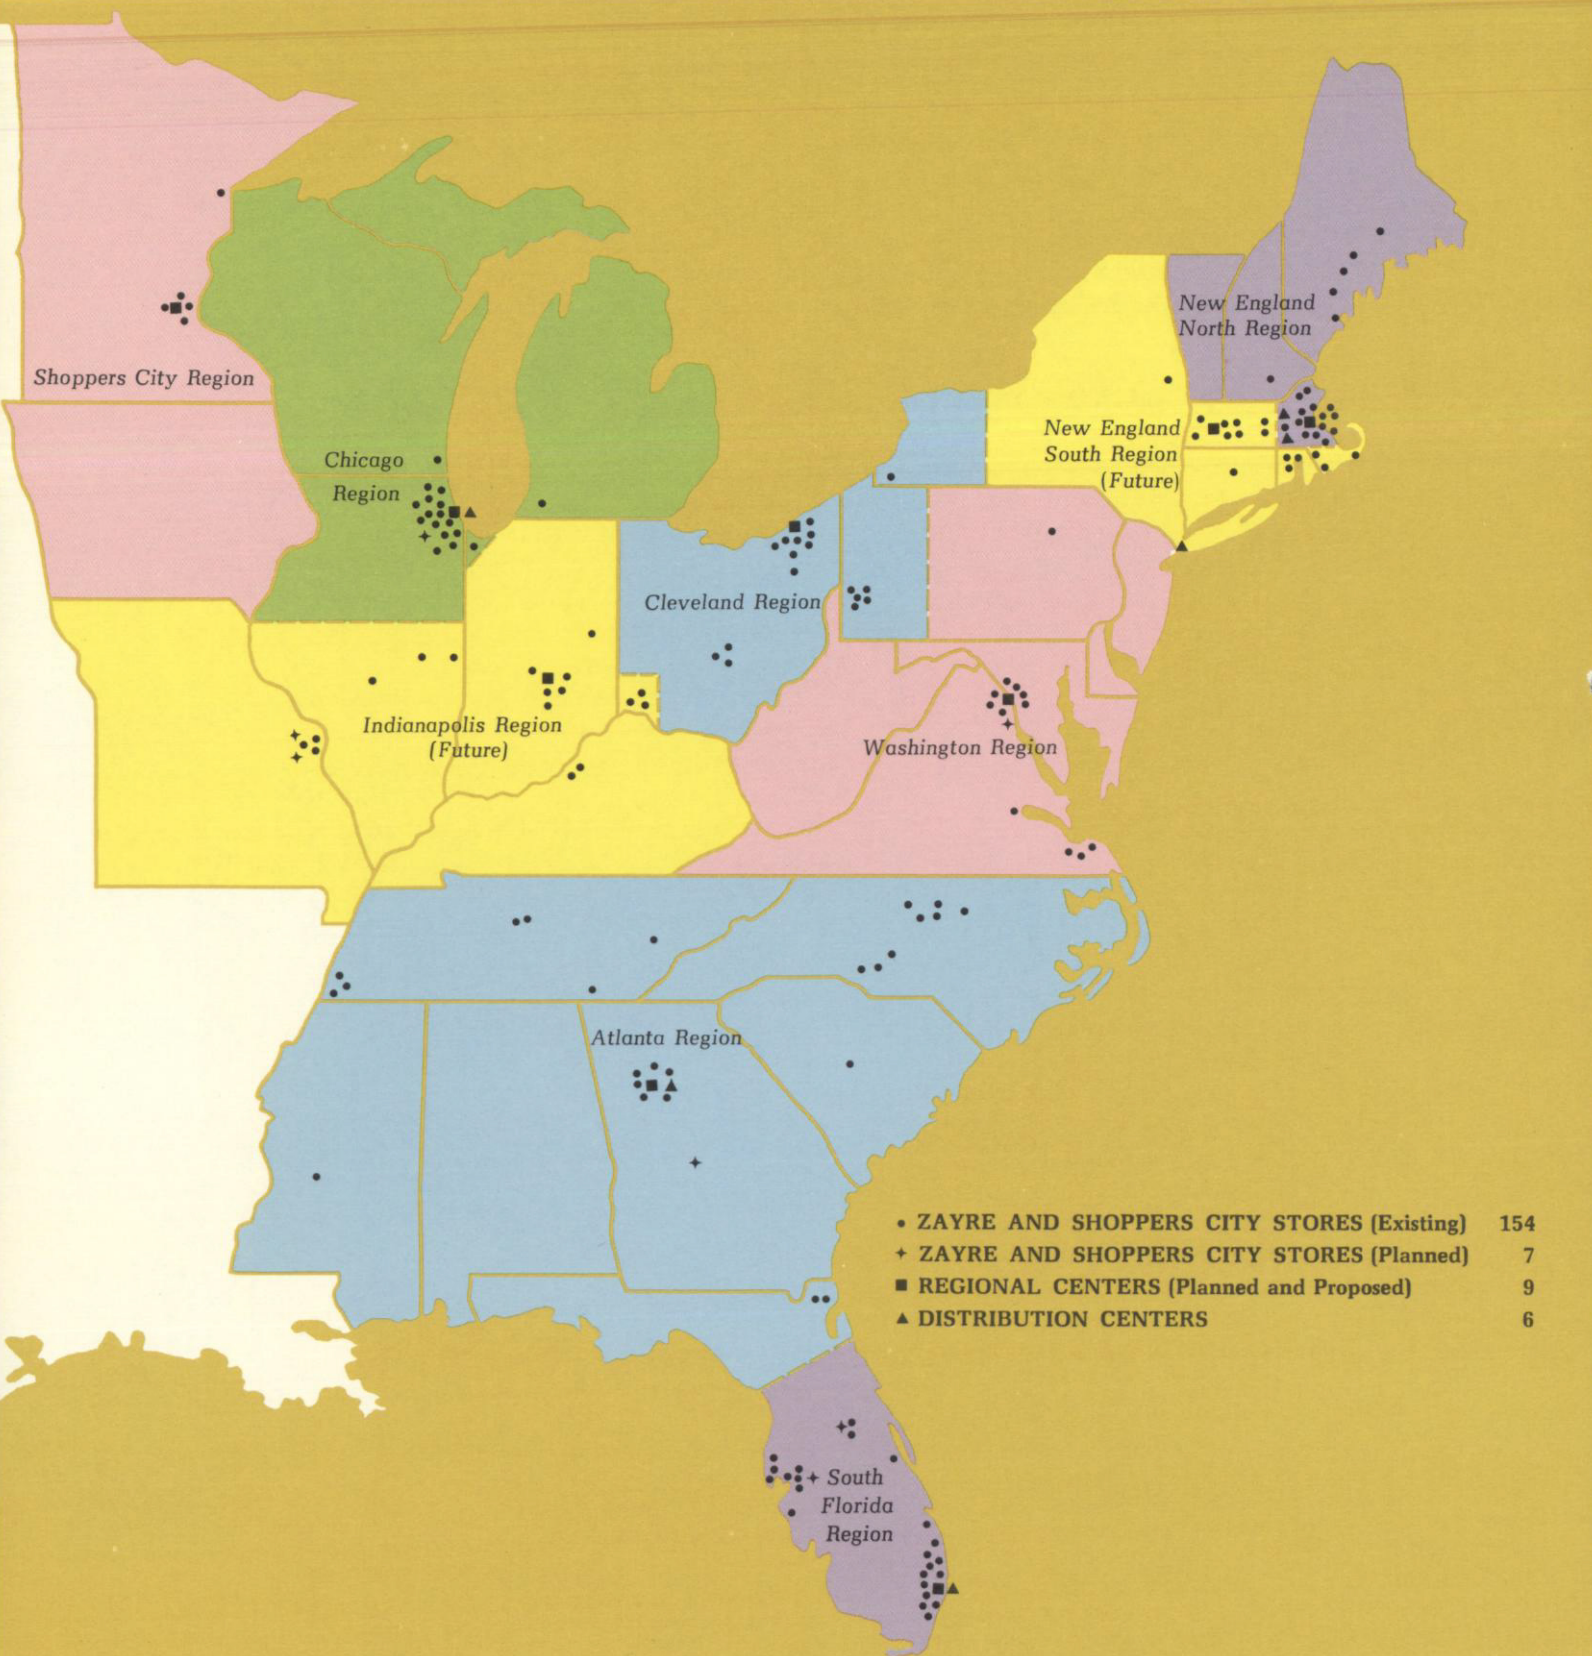 New England
North Region
Shoppers City Region
New England
South Region
(Future)
Chicago
Region
Cleveland Region
Indianapolis Region
(Future)
Washington Region
Atlanta Region
• ZAYRE AND SHOPPERS CITY STORES (Existing) 154
✦ ZAYRE AND SHOPPERS CITY STORES (Planned) 7
■ REGIONAL CENTERS (Planned and Proposed) 9
▲ DISTRIBUTION CENTERS 6
South
Florida
Region